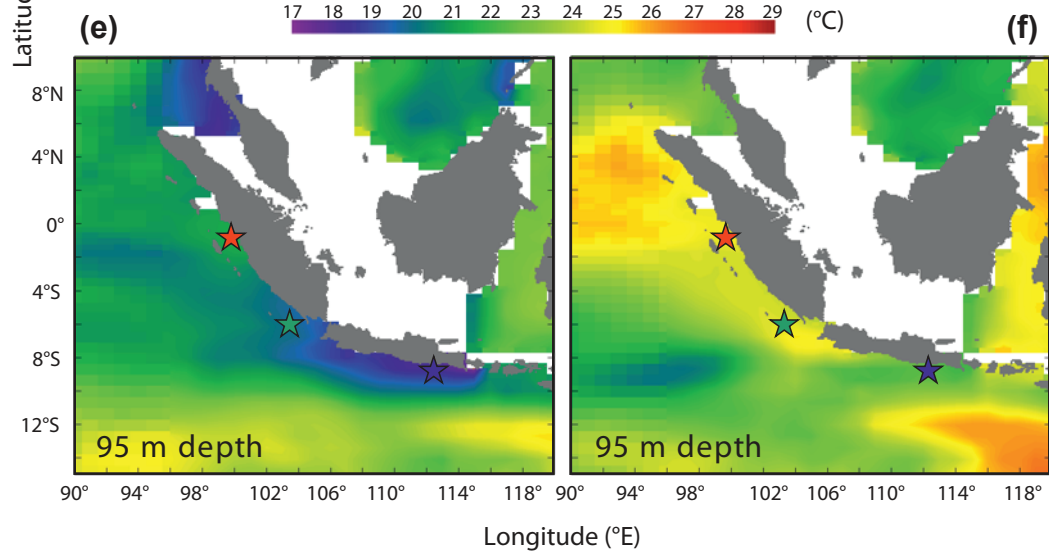 17 18 19 20 21 22 23 24 25 26 27 28 29 (°C)
(e) (f)
8°N
4°N
0°
4°S
8°S
12°S
95 m depth 95 m depth
90° 94° 98° 102° 106° 110° 114° 118° 90° 94° 98° 102° 106° 110° 114° 118°
Longitude (°E)